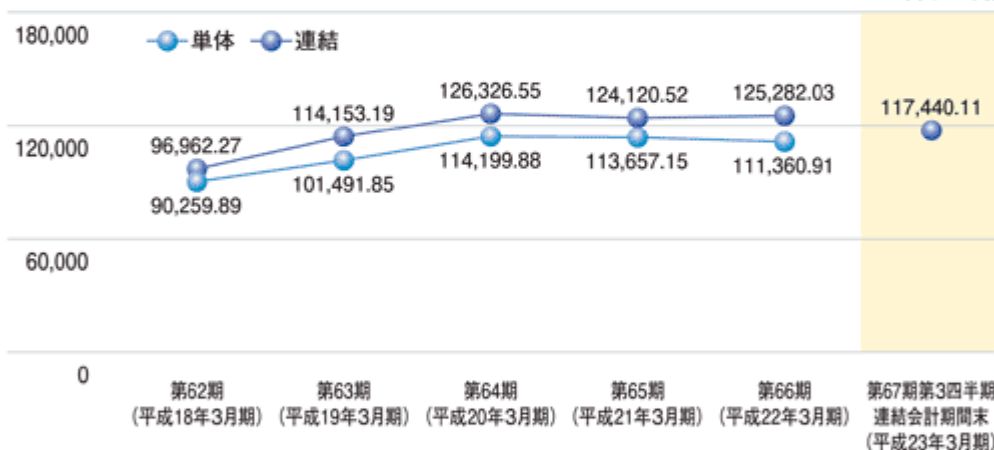 180,000
単体 連結
126,326.55 124,120.52 125,282.03
114,153.19 117,440.11
96,962.27
120,000
114,199.88 113,657.15 111,360.91
101,491.85
90,259.89
60,000
0
第62期 第63期 第64期 第65期 第66期 第67期第3四半期
(平成18年3月期) (平成19年3月期) (平成20年3月期) (平成21年3月期) (平成22年3月期) 連結会計期間末
(平成23年3月期)